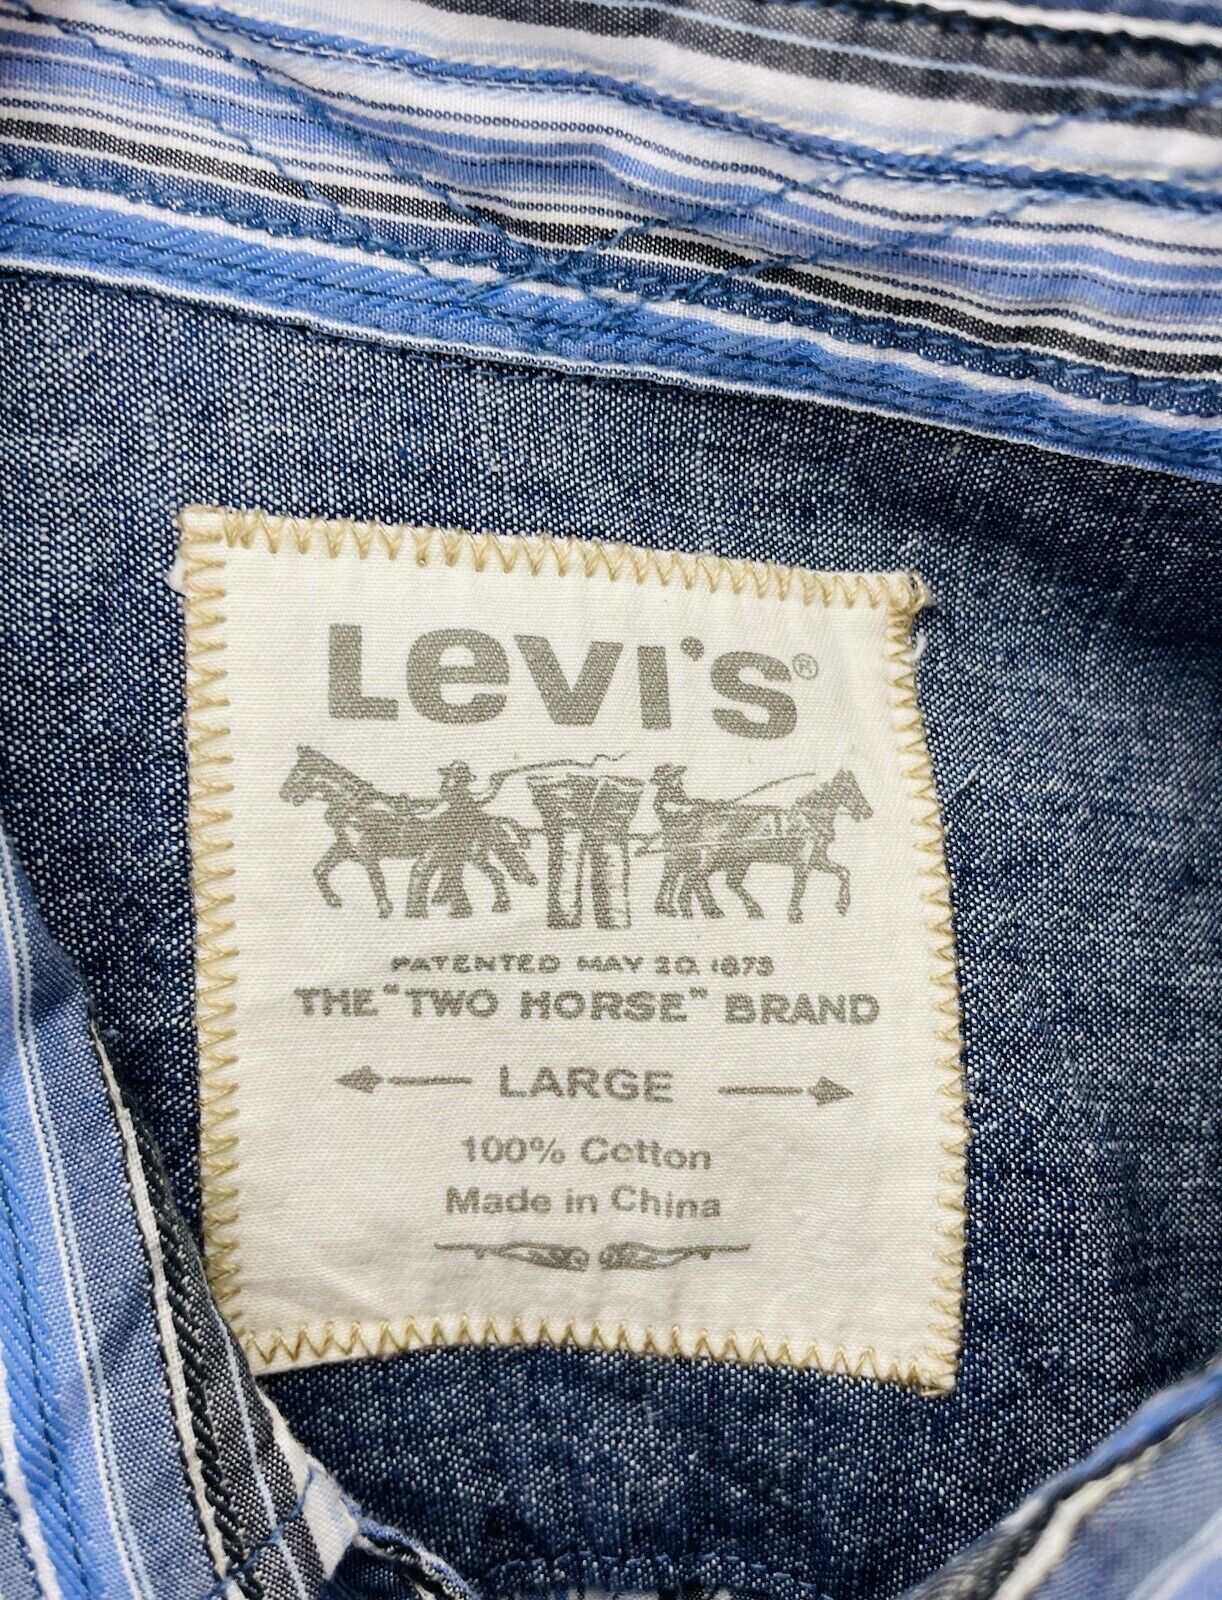 Levi's®
PATENTED MAY 20, 1873
THE "TWO HORSE" BRAND
LARGE
100% Cotton
Made in China